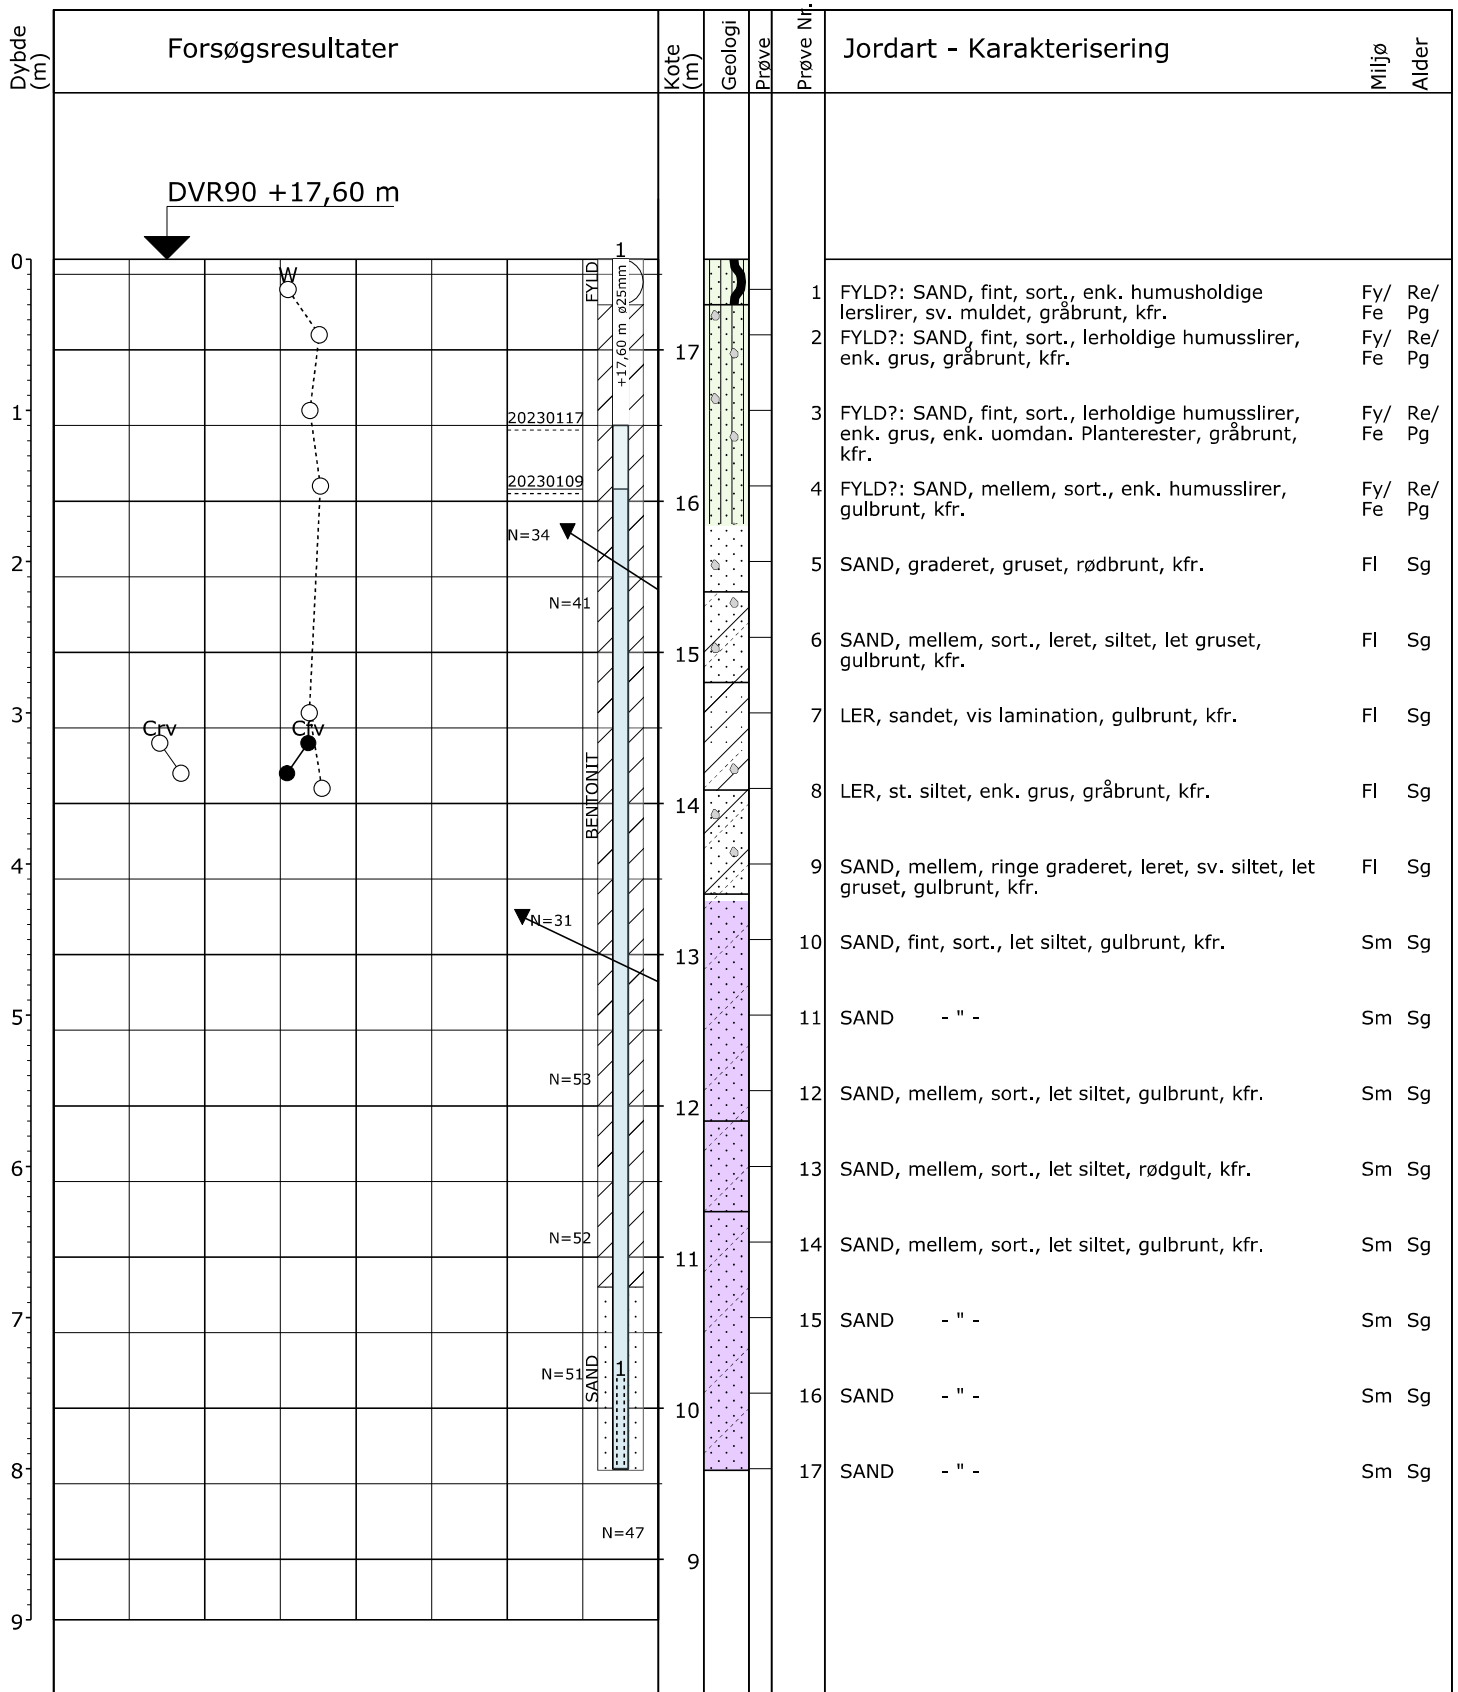 Dybde
(m)
Forsøgsresultater
Kote
(m)
Geologi
Prøve
Prøve Nr.
Jordart - Karakterisering
Miljø
Alder
DVR90 +17,60 m
0
1
2
3
4
5
6
7
8
9
W
Crv
Cfv
20230117
20230109
N=34
N=41
N=31
N=53
N=52
N=51
N=47
FYLD
BENTONIT
SAND
1
+17,60 m ø25mm
1
17
16
15
14
13
12
11
10
9
1 FYLD?: SAND, fint, sort., enk. humusholdige Fy/ Re/
lerslirer, sv. muldet, gråbrunt, kfr. Fe Pg
2 FYLD?: SAND, fint, sort., lerholdige humusslirer, Fy/ Re/
enk. grus, gråbrunt, kfr. Fe Pg
3 FYLD?: SAND, fint, sort., lerholdige humusslirer, Fy/ Re/
enk. grus, enk. uomdan. Planterester, gråbrunt, Fe Pg
kfr.
4 FYLD?: SAND, mellem, sort., enk. humusslirer, Fy/ Re/
gulbrunt, kfr. Fe Pg
5 SAND, graderet, gruset, rødbrunt, kfr. Fl Sg
6 SAND, mellem, sort., leret, siltet, let gruset, Fl Sg
gulbrunt, kfr.
7 LER, sandet, vis lamination, gulbrunt, kfr. Fl Sg
8 LER, st. siltet, enk. grus, gråbrunt, kfr. Fl Sg
9 SAND, mellem, ringe graderet, leret, sv. siltet, let Fl Sg
gruset, gulbrunt, kfr.
10 SAND, fint, sort., let siltet, gulbrunt, kfr. Sm Sg
11 SAND - " - Sm Sg
12 SAND, mellem, sort., let siltet, gulbrunt, kfr. Sm Sg
13 SAND, mellem, sort., let siltet, rødgult, kfr. Sm Sg
14 SAND, mellem, sort., let siltet, gulbrunt, kfr. Sm Sg
15 SAND - " - Sm Sg
16 SAND - " - Sm Sg
17 SAND - " - Sm Sg